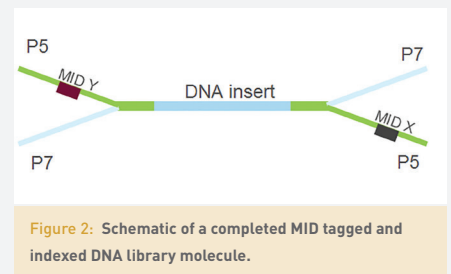 P5
P7
MID Y
DNA insert
MID X
P7
P5
Figure 2: Schematic of a completed MID tagged and
indexed DNA library molecule.